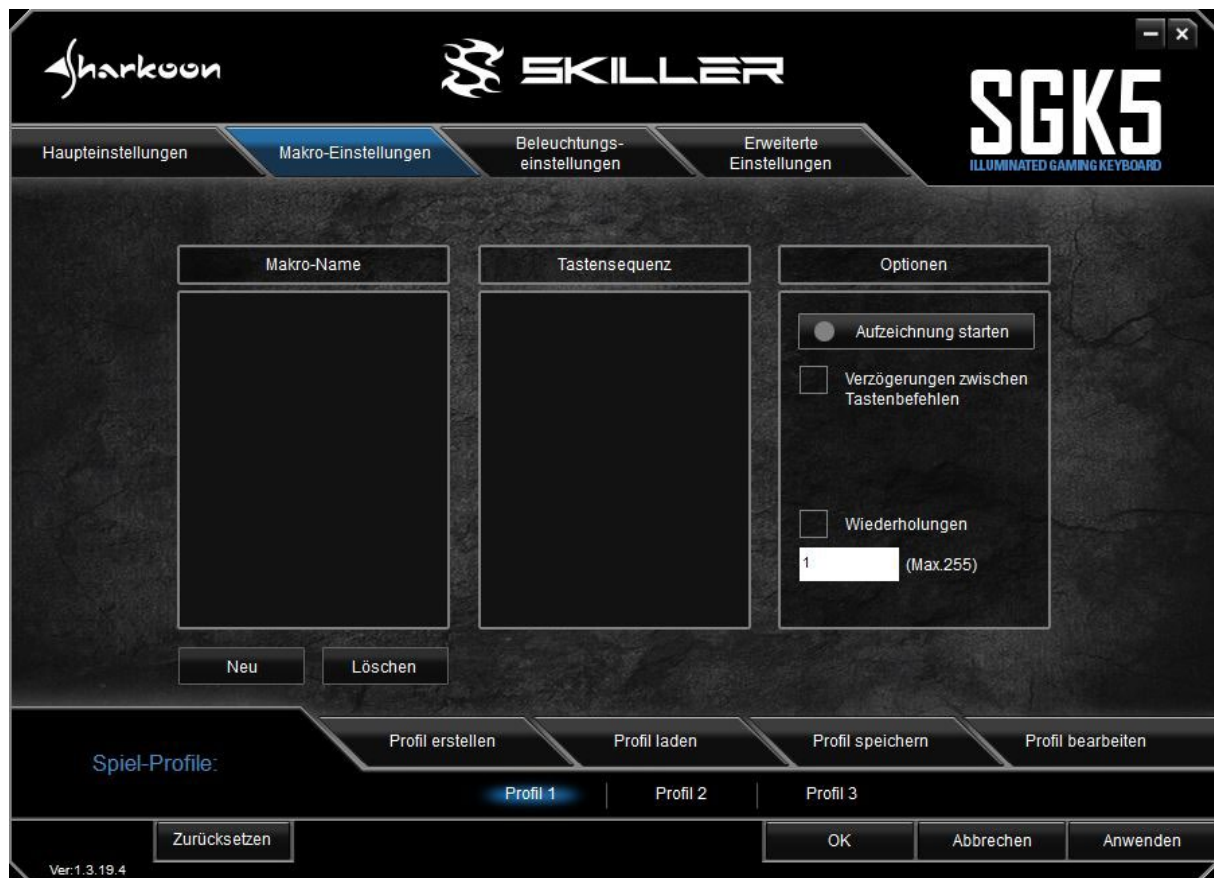 Sharkoon
SKILLER
SGK5
ILLUMINATED GAMING KEYBOARD
Haupteinstellungen
Makro-Einstellungen
Beleuchtungs-
einstellungen
Erweiterte
Einstellungen
Makro-Name
Tastensequenz
Optionen
Aufzeichnung starten
Verzögerungen zwischen
Tastenbefehlen
Wiederholungen
1 (Max.255)
Neu
Löschen
Spiel-Profile:
Profil erstellen
Profil laden
Profil speichern
Profil bearbeiten
Profil 1
Profil 2
Profil 3
Zurücksetzen
OK
Abbrechen
Anwenden
Ver:1.3.19.4